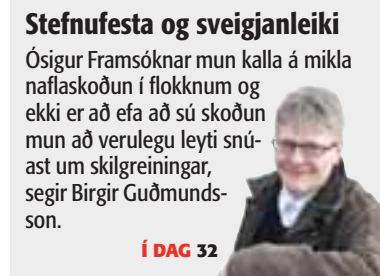 Stefnufesta og sveigjanleiki
Ósigur Framsóknar mun kalla á mikla
naflaskoðun í flokknum og
ekki er að efa að sú skoðun
mun að verulegu leyti snú-
ast um skilgreiningar,
segir Birgir Guðmunds-
son.
Í DAG 32